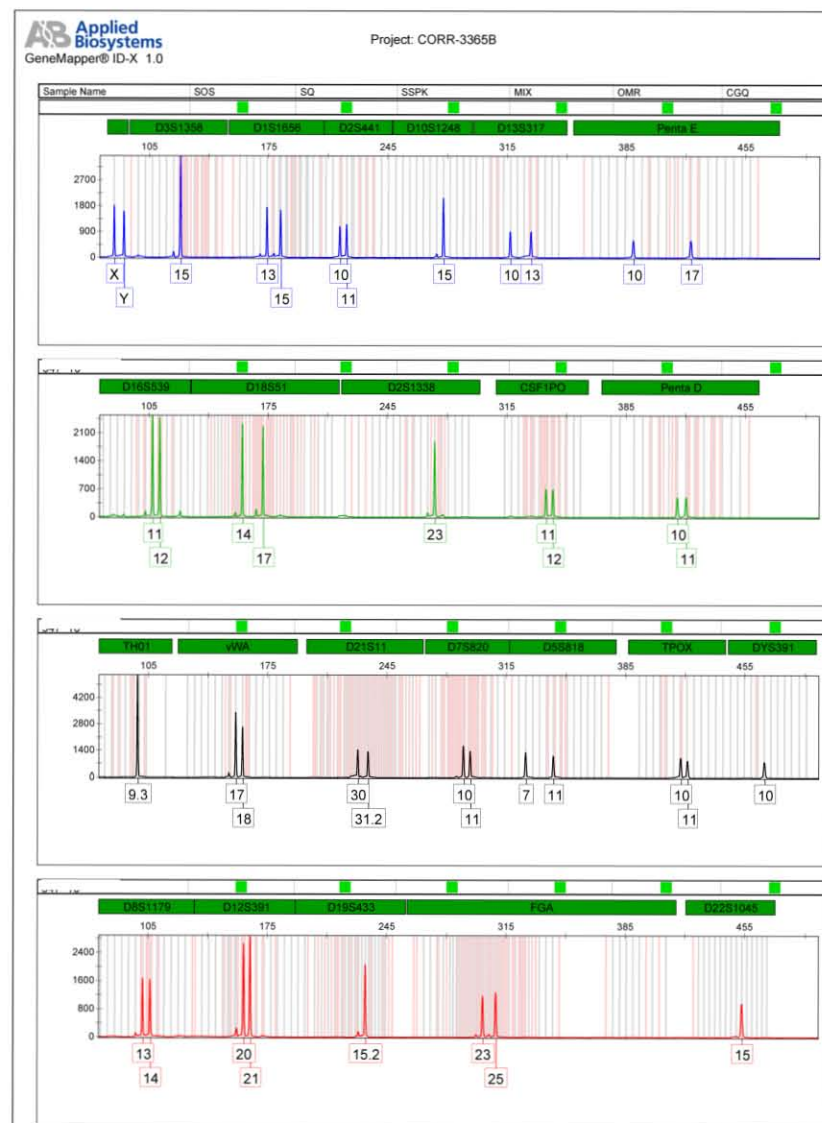 AB Applied
Biosystems
GeneMapper® ID-X 1.0
Project: CORR-3365B
Sample Name SOS SQ SSPK MIX OMR CGQ
D3S1358 D1S1656 D2S441 D10S1248 D13S317 Penta E
105 175 245 315 385 455
2700
1800
900
0
X 15 13 10 15 10 13 10 17
Y 15 11
D16S539 D18S51 D2S1338 CSF1PO Penta D
105 175 245 315 385 455
2100
1400
700
0
11 14 23 11 10
12 17 12 11
TH01 vWA D21S11 D7S820 D5S818 TPOX DYS391
105 175 245 315 385 455
4200
2800
1400
0
9.3 17 30 10 7 11 10 10
18 31.2 11 11
D8S1179 D12S391 D19S433 FGA D22S1045
105 175 245 315 385 455
2400
1600
800
0
13 20 15.2 23 15
14 21 25